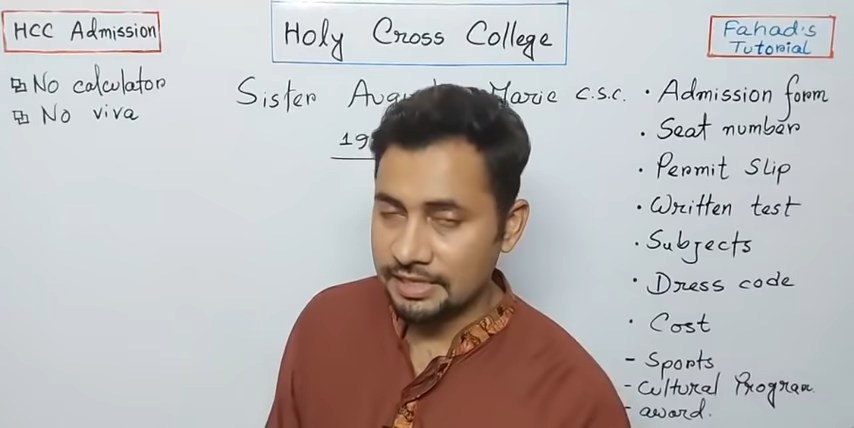 HCC Admission
No calculator
No viva
Holy Cross College
Sister Marie C.S.C.
Fahad's
Tutorial
Admission form
Seat number
Permit Slip
Written test
Subjects
Dress code
Cost
- Sports
- Cultural Program
- award.